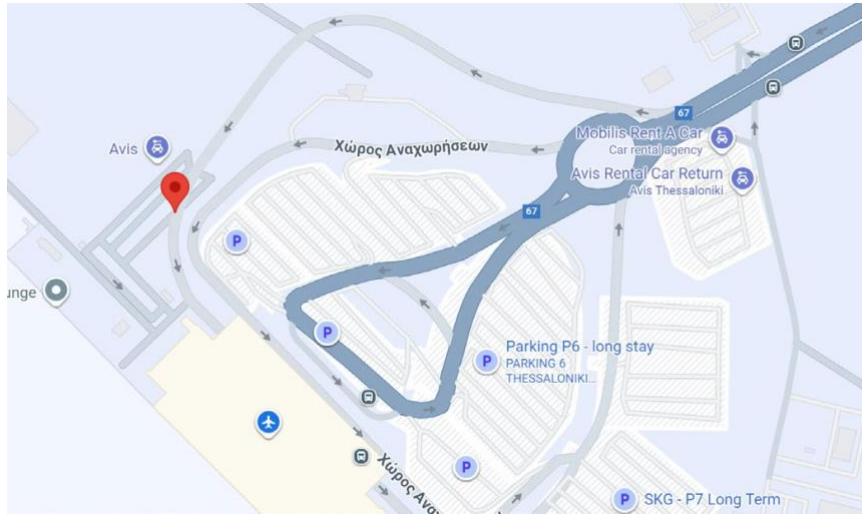 67
Mobilis Rent A Car
Car rental agency
Avis
Χώρος Αναχωρήσεων
Avis Rental Car Return
Avis Thessaloniki
67
P
unge
P
Parking P6 - long stay
PARKING 6
THESSALONIKI...
P
P
Χώρος Ανα
P
SKG - P7 Long Term
P